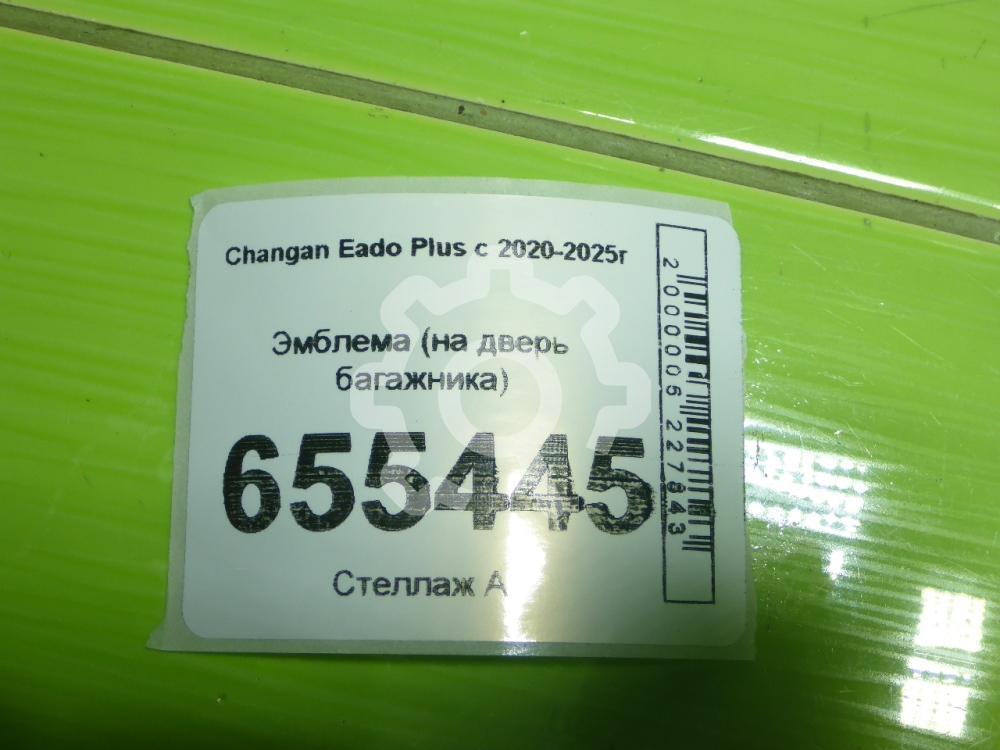 Changan Eado Plus с 2020-2025г
Эмблема (на дверь
багажника)
655445
Стеллаж А
2000006227843